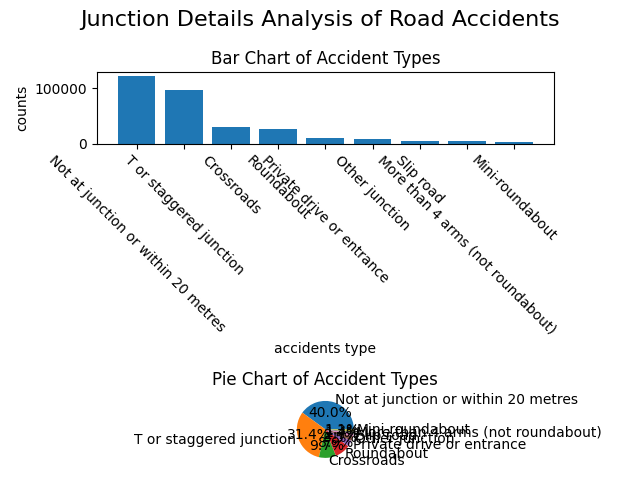 Junction Details Analysis of Road Accidents
Bar Chart of Accident Types
counts
100000
0
Not at junction or within 20 metres
T or staggered junction
Crossroads
Roundabout
Private drive or entrance
Other junction
Slip road
More than 4 arms (not roundabout)
Mini-roundabout
accidents type
Pie Chart of Accident Types
Not at junction or within 20 metres
40.0%
Mini-roundabout
31.4%
More than 4 arms (not roundabout)
T or staggered junction
Other junction
Private drive or entrance
9.7%
Roundabout
Crossroads